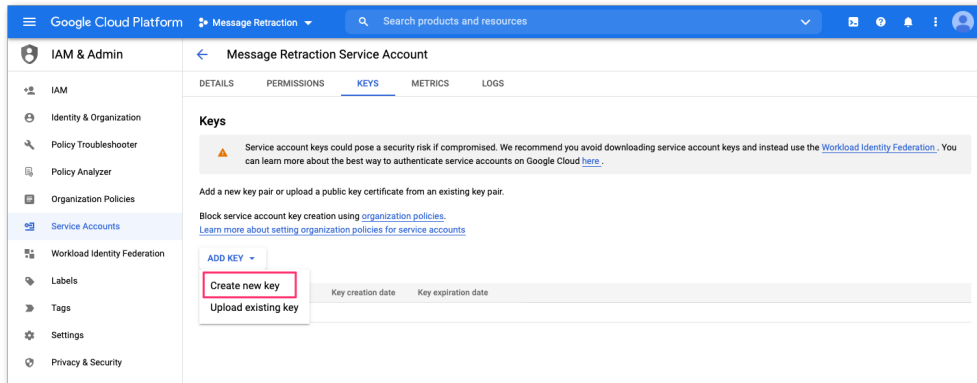 Google Cloud Platform
Message Retraction
Search products and resources
IAM & Admin
IAM
Identity & Organization
Policy Troubleshooter
Policy Analyzer
Organization Policies
Service Accounts
Workload Identity Federation
Labels
Tags
Settings
Privacy & Security
Message Retraction Service Account
DETAILS PERMISSIONS KEYS METRICS LOGS
Keys
Service account keys could pose a security risk if compromised. We recommend you avoid downloading service account keys and instead use the Workload Identity Federation . You
can learn more about the best way to authenticate service accounts on Google Cloud here .
Add a new key pair or upload a public key certificate from an existing key pair.
Block service account key creation using organization policies.
Learn more about setting organization policies for service accounts
ADD KEY
Create new key
Upload existing key
Key creation date Key expiration date